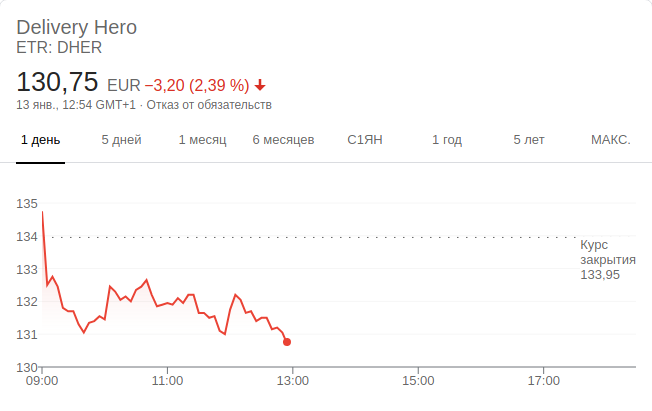 Delivery Hero
ETR: DHER
130,75 EUR −3,20 (2,39 %)
13 янв., 12:54 GMT+1 · Отказ от обязательств
1 день 5 дней 1 месяц 6 месяцев С1ЯН 1 год 5 лет МАКС.
135
134
133
132
131
130
Курс
закрытия
133,95
09:00 11:00 13:00 15:00 17:00